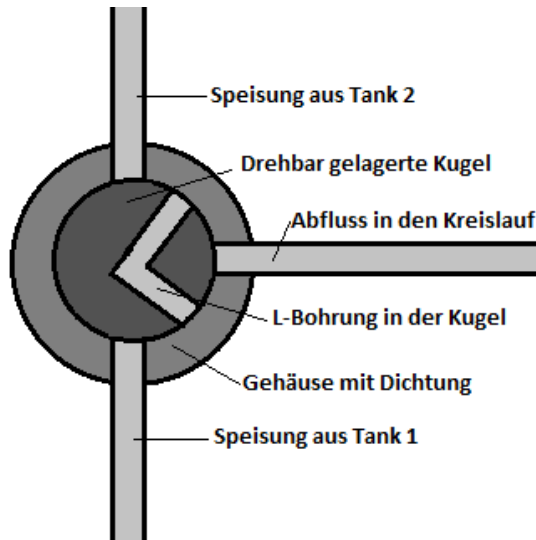 Speisung aus Tank 2
Drehbar gelagerte Kugel
Abfluss in den Kreislauf
L-Bohrung in der Kugel
Gehäuse mit Dichtung
Speisung aus Tank 1